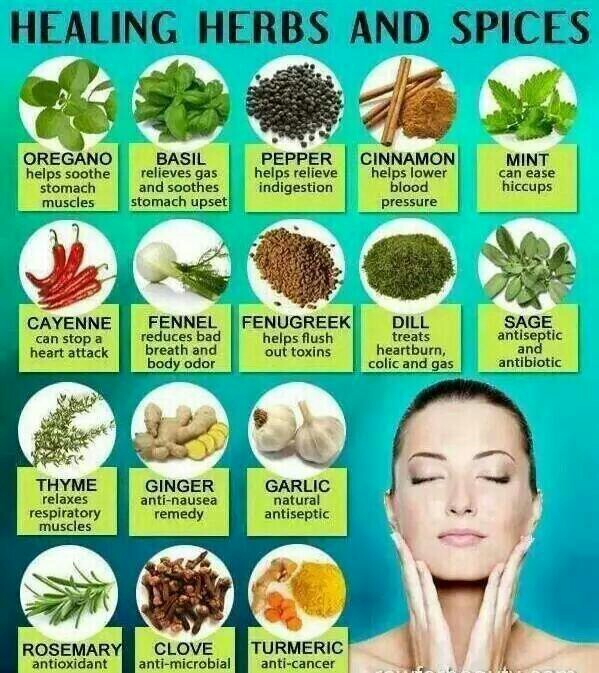 HEALING HERBS AND SPICES
OREGANO
helps soothe
stomach
muscles
BASIL
relieves gas
and soothes
stomach upset
PEPPER
helps relieve
indigestion
CINNAMON
helps lower
blood
pressure
MINT
can ease
hiccups
CAYENNE
can stop a
heart attack
FENNEL
reduces bad
breath and
body odor
FENUGREEK
helps flush
out toxins
DILL
treats
heartburn,
colic and gas
SAGE
antiseptic
and
antibiotic
THYME
relaxes
respiratory
muscles
GINGER
anti-nausea
remedy
GARLIC
natural
antiseptic
ROSEMARY
antioxidant
CLOVE
anti-microbial
TURMERIC
anti-cancer